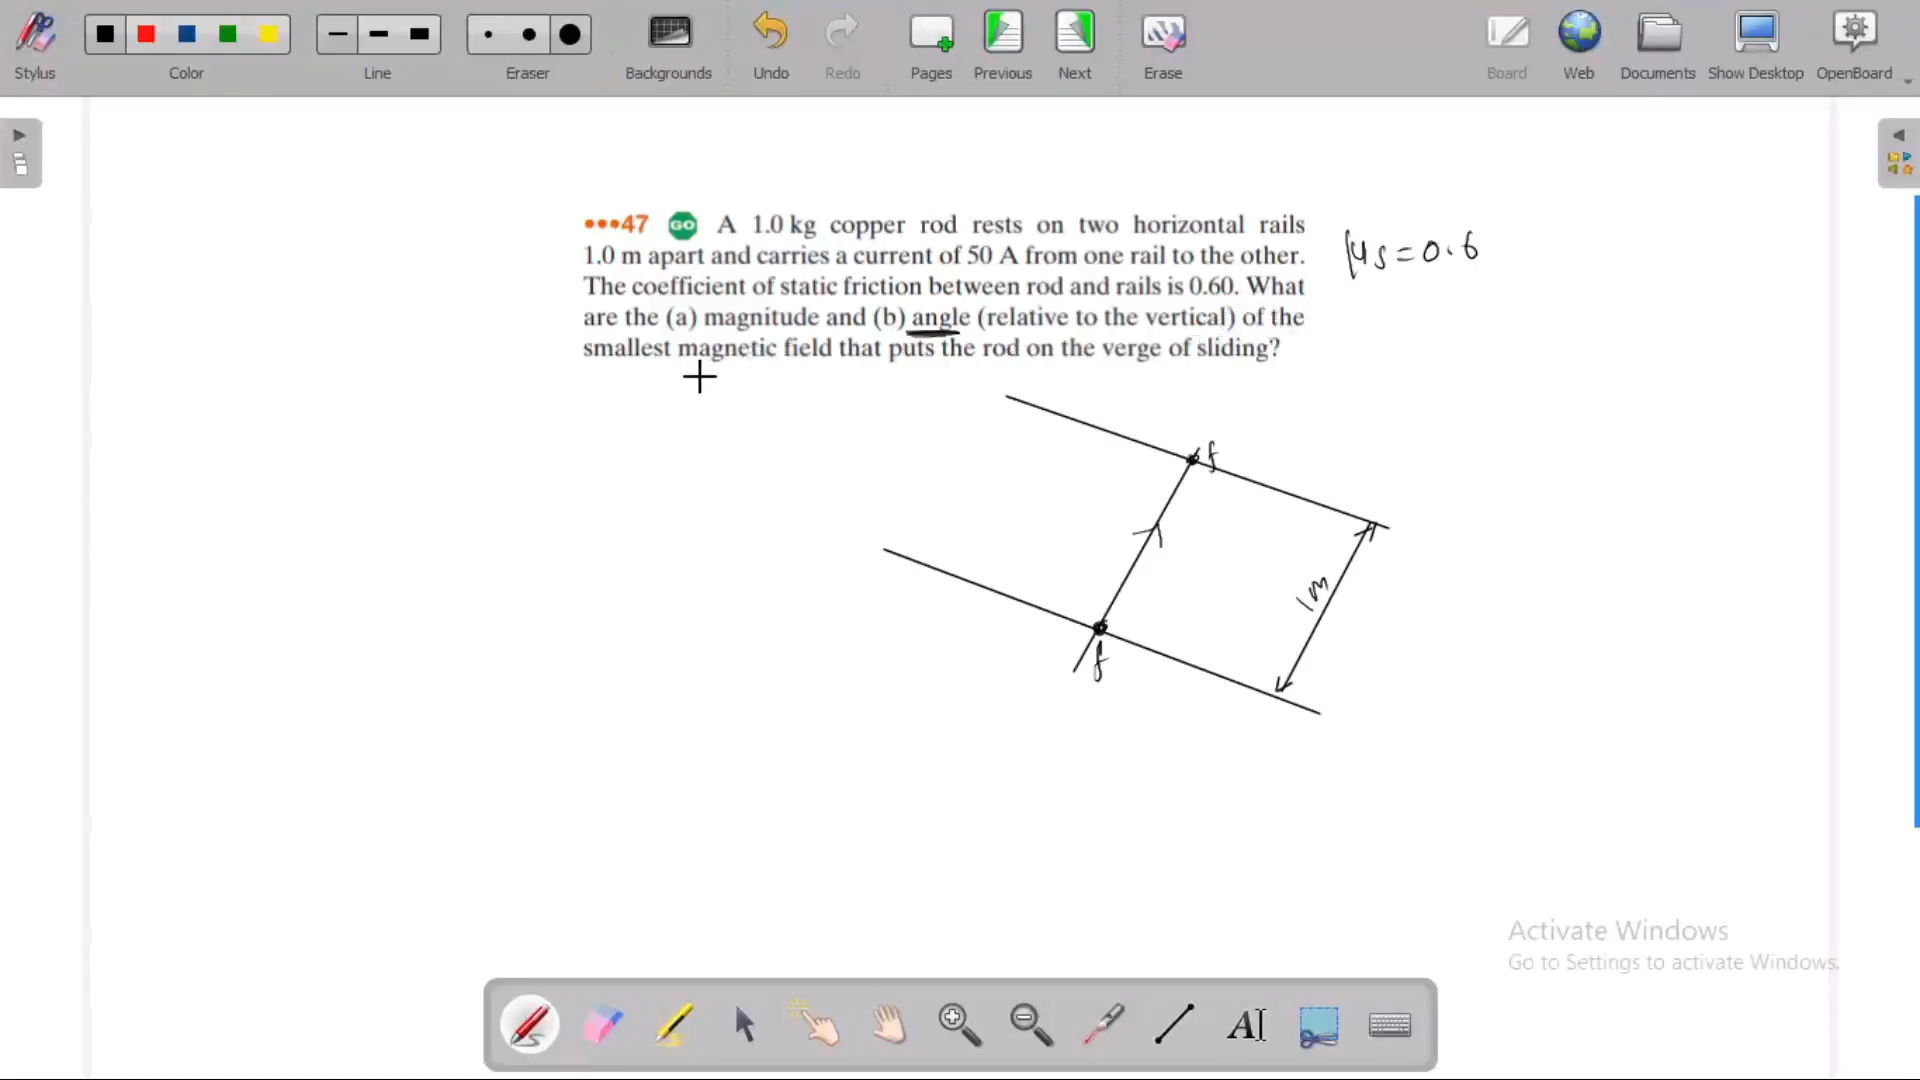 Stylus
Color
Line
Eraser
Backgrounds
Undo
Redo
Pages
Previous
Next
Erase
Board
Web
Documents
Show Desktop
OpenBoard
•••47 GO A 1.0 kg copper rod rests on two horizontal rails
1.0 m apart and carries a current of 50 A from one rail to the other.
The coefficient of static friction between rod and rails is 0.60. What
are the (a) magnitude and (b) angle (relative to the vertical) of the
smallest magnetic field that puts the rod on the verge of sliding?
μs=0.6
f
1m
f
Activate Windows
Go to Settings to activate Windows.
AI